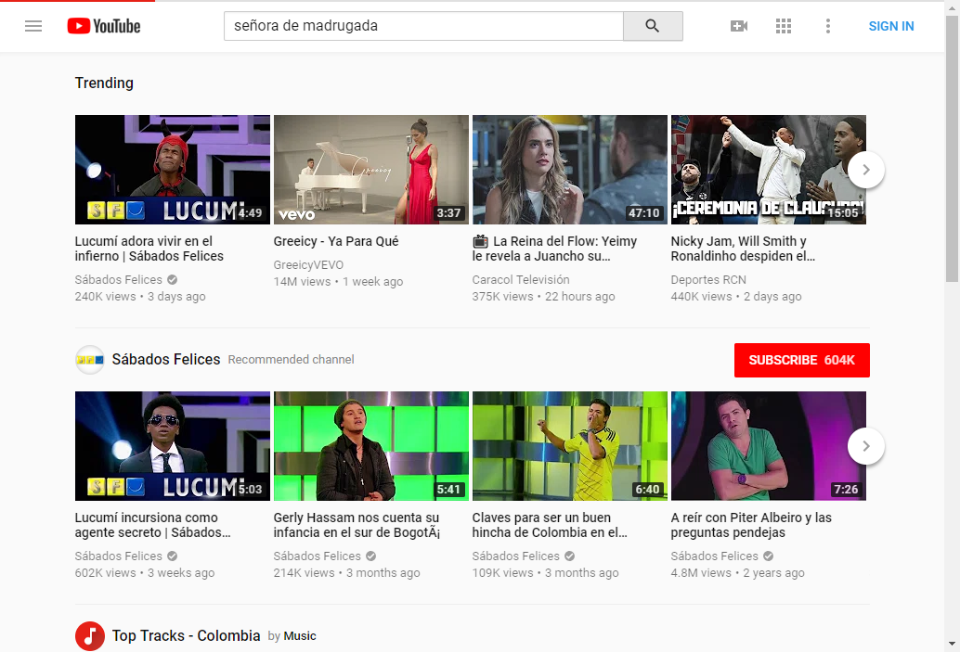 YouTube
señora de madrugada
SIGN IN
Trending
SFC LUCUMÍ
4:49
vevo
3:37
47:10
¡CEREMONIA DE CLAUSURA!
15:05
Lucumí adora vivir en el
infierno | Sábados Felices
Sábados Felices
240K views • 3 days ago
Greeicy - Ya Para Qué
GreeicyVEVO
14M views • 1 week ago
📺 La Reina del Flow: Yeimy
le revela a Juancho su...
Caracol Televisión
375K views • 22 hours ago
Nicky Jam, Will Smith y
Ronaldinho despiden el...
Deportes RCN
440K views • 2 days ago
Sábados Felices Recommended channel
SUBSCRIBE 604K
SF LUCUMÍ
5:03
5:41
6:40
7:26
Lucumí incursiona como
agente secreto | Sábados...
Sábados Felices
602K views • 3 weeks ago
Gerly Hassam nos cuenta su
infancia en el sur de BogotÃ¡
Sábados Felices
214K views • 3 months ago
Claves para ser un buen
hincha de Colombia en el...
Sábados Felices
109K views • 3 months ago
A reír con Piter Albeiro y las
preguntas pendejas
Sábados Felices
4.8M views • 2 years ago
Top Tracks - Colombia by Music